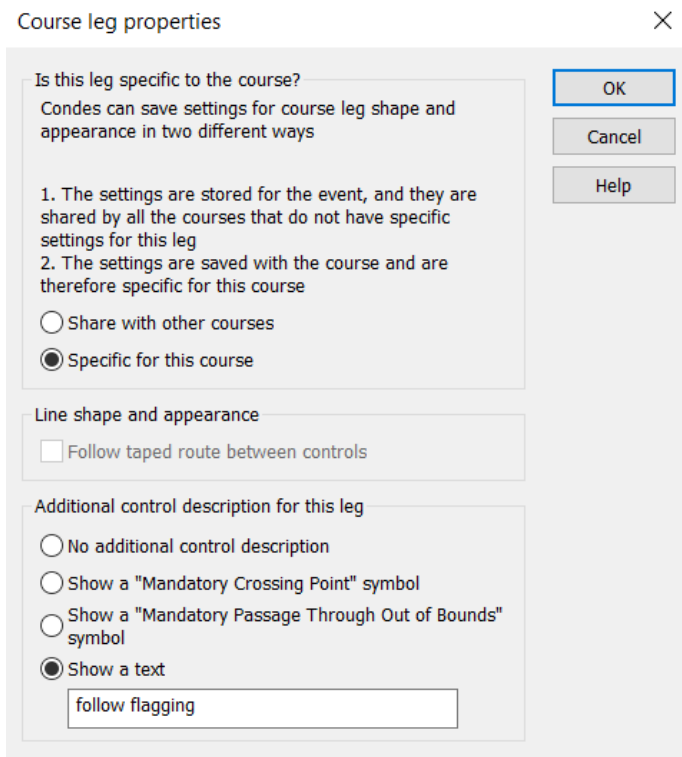 Course leg properties
Is this leg specific to the course?
Condes can save settings for course leg shape and
appearance in two different ways
1. The settings are stored for the event, and they are
shared by all the courses that do not have specific
settings for this leg
2. The settings are saved with the course and are
therefore specific for this course
Share with other courses
Specific for this course
Line shape and appearance
Follow taped route between controls
Additional control description for this leg
No additional control description
Show a "Mandatory Crossing Point" symbol
Show a "Mandatory Passage Through Out of Bounds"
symbol
Show a text
follow flagging
OK
Cancel
Help